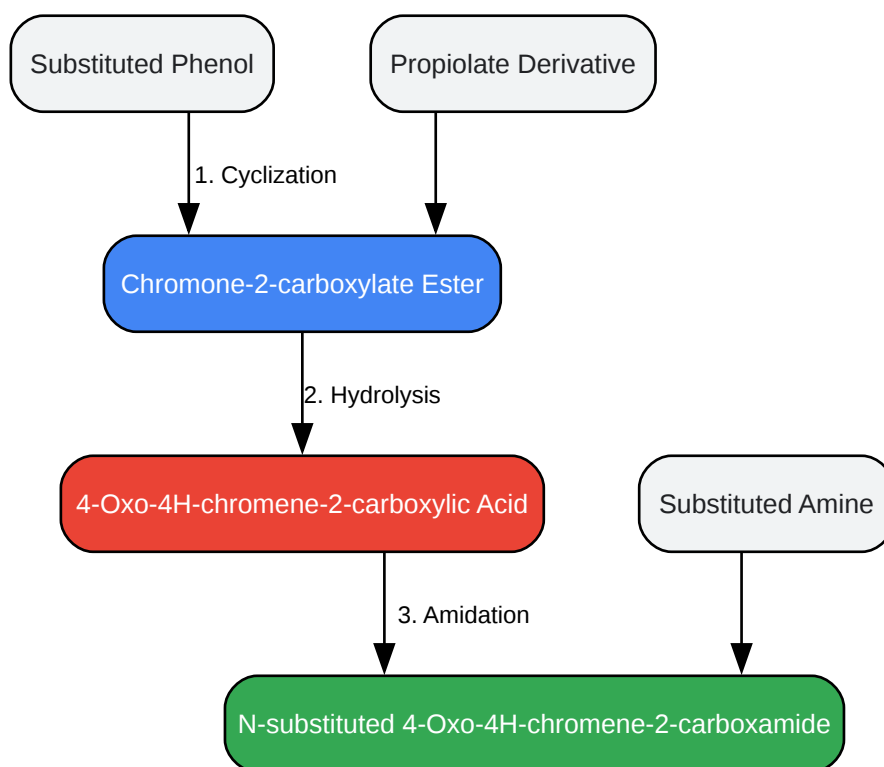 Substituted Phenol
Propiolate Derivative
1. Cyclization
Chromone-2-carboxylate Ester
2. Hydrolysis
4-Oxo-4H-chromene-2-carboxylic Acid
Substituted Amine
3. Amidation
N-substituted 4-Oxo-4H-chromene-2-carboxamide